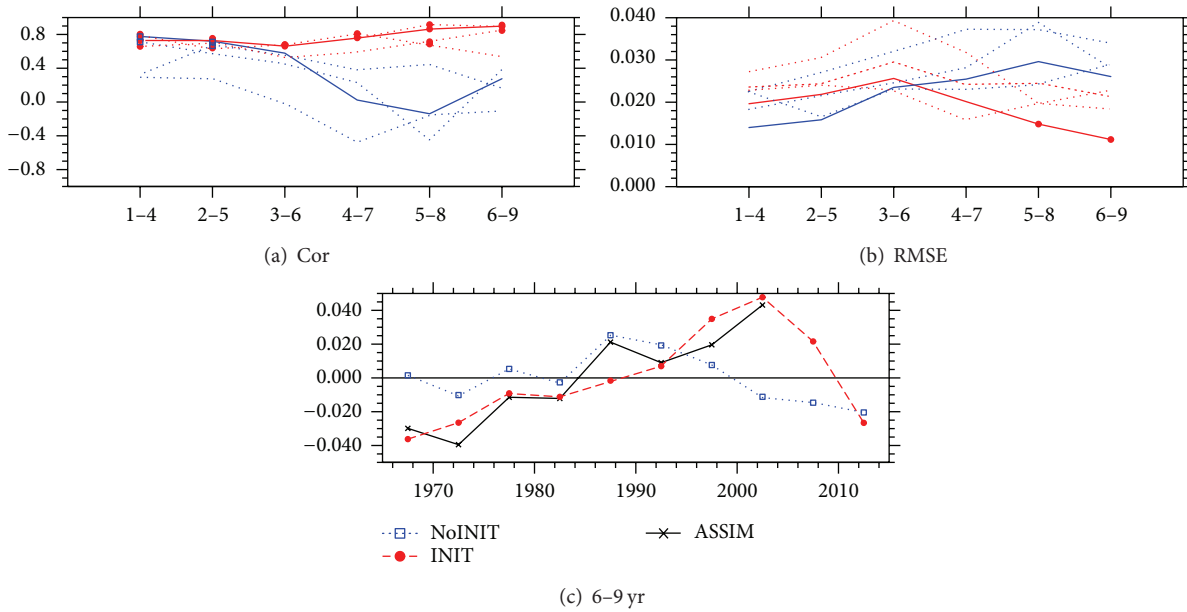 0.8
0.4
0.0
−0.4
−0.8
1–4 2–5 3–6 4–7 5–8 6–9
(a) Cor
0.040
0.030
0.020
0.010
0.000
1–4 2–5 3–6 4–7 5–8 6–9
(b) RMSE
0.040
0.020
0.000
−0.020
−0.040
1970 1980 1990 2000 2010
NoINIT
INIT
ASSIM
(c) 6–9 yr